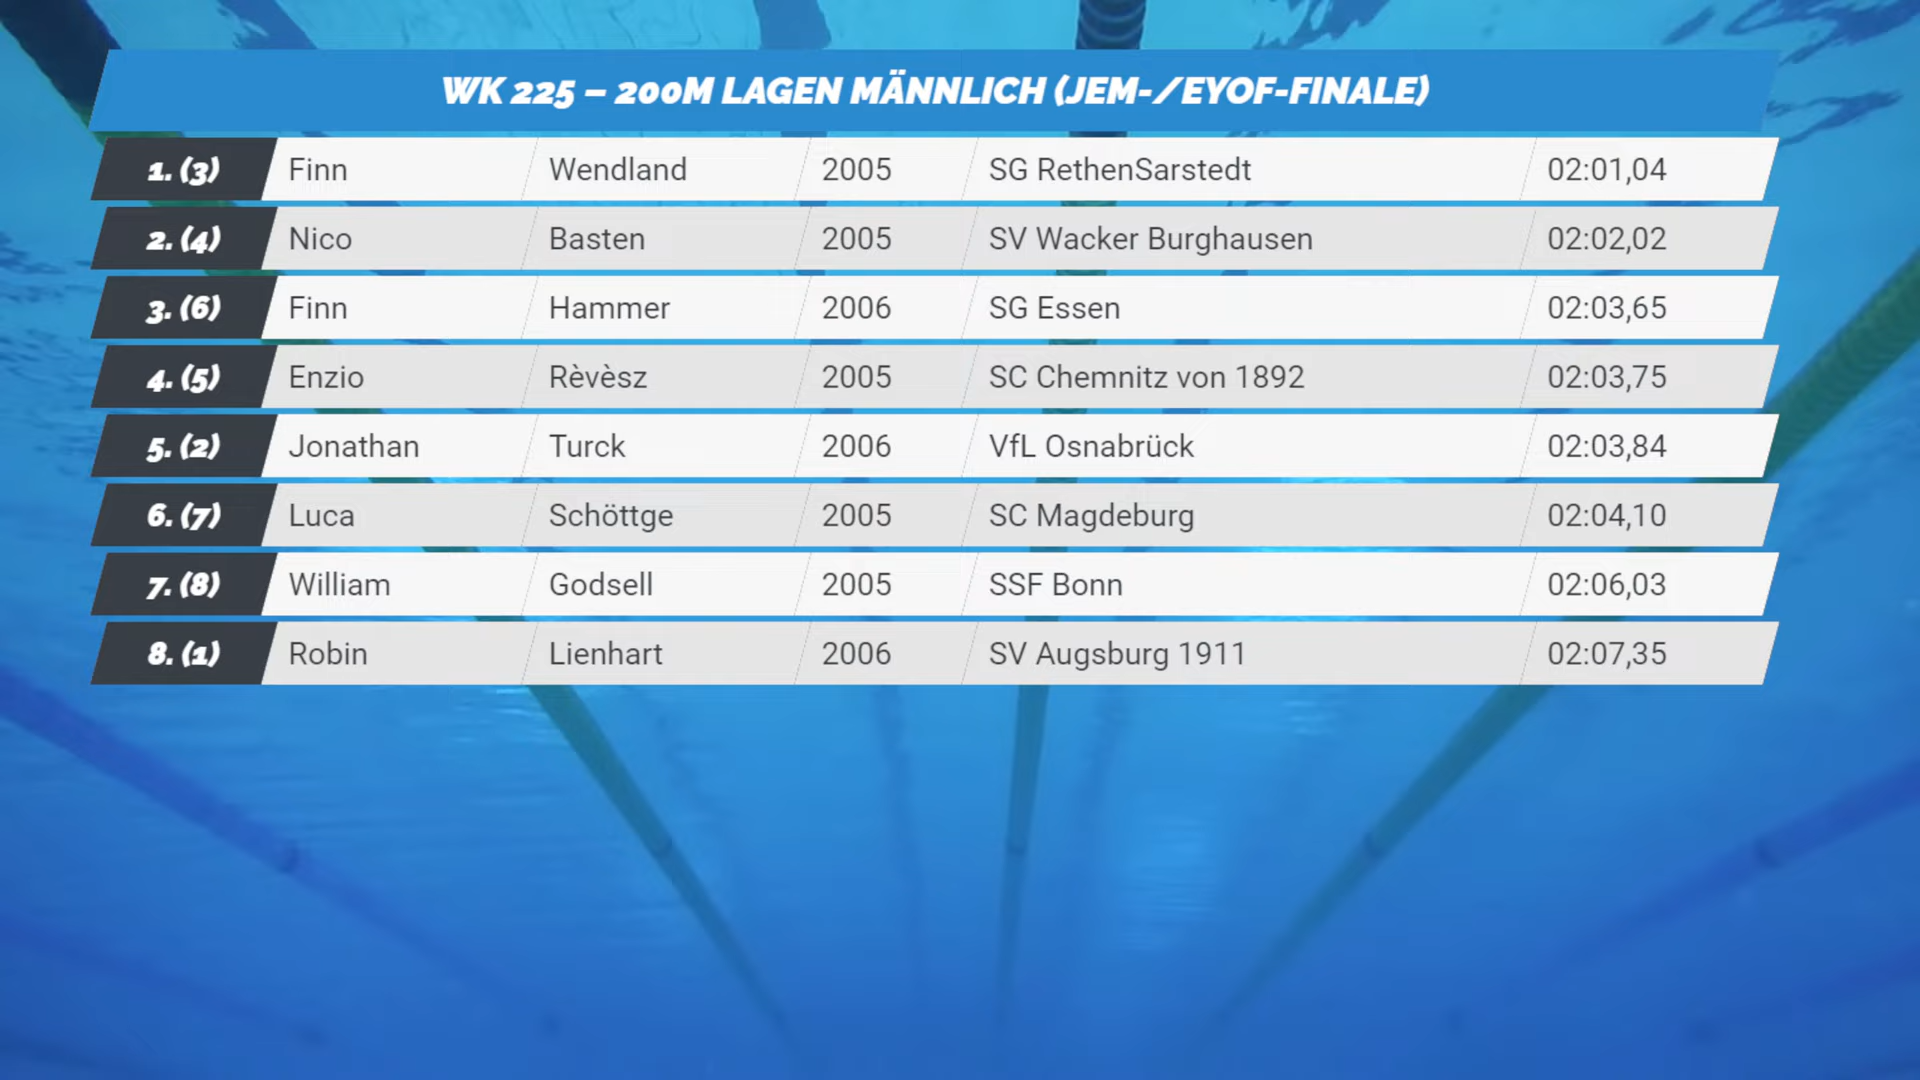 WK 225 – 200M LAGEN MÄNNLICH (JEM-/EYOF-FINALE)
1. (3) Finn Wendland 2005 SG RethenSarstedt 02:01,04
2. (4) Nico Basten 2005 SV Wacker Burghausen 02:02,02
3. (6) Finn Hammer 2006 SG Essen 02:03,65
4. (5) Enzio Rèvèsz 2005 SC Chemnitz von 1892 02:03,75
5. (2) Jonathan Turck 2006 VfL Osnabrück 02:03,84
6. (7) Luca Schöttge 2005 SC Magdeburg 02:04,10
7. (8) William Godsell 2005 SSF Bonn 02:06,03
8. (1) Robin Lienhart 2006 SV Augsburg 1911 02:07,35